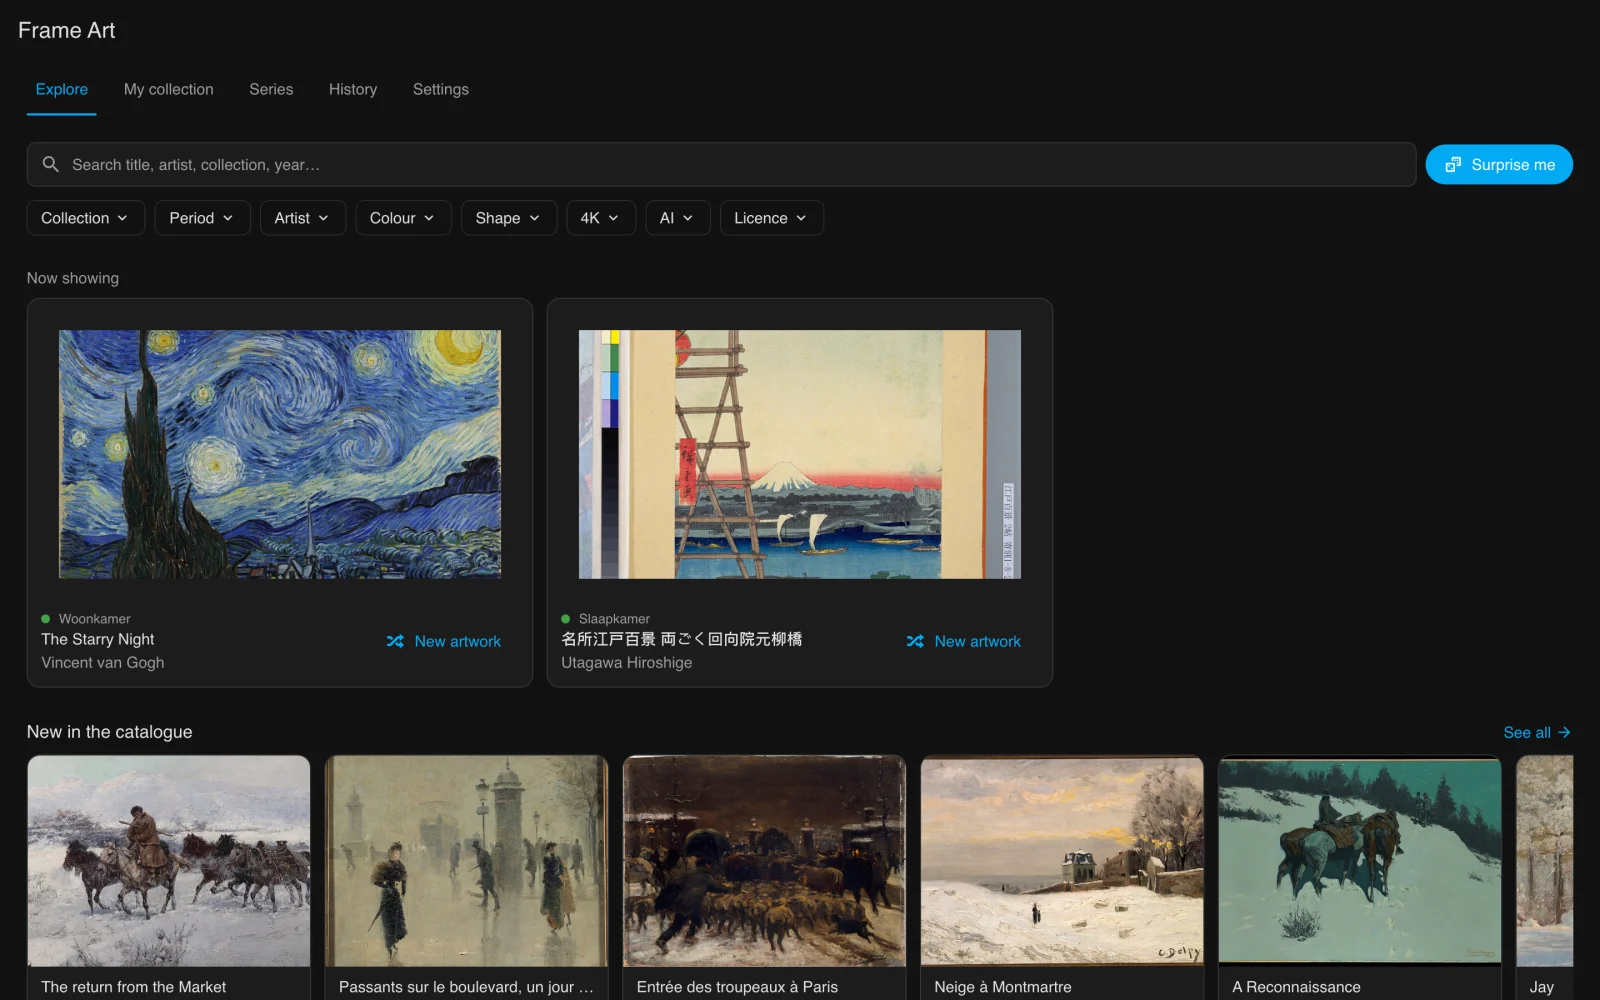 Frame Art
Explore
My collection
Series
History
Settings
Search title, artist, collection, year…
Surprise me
Collection
Period
Artist
Colour
Shape
4K
AI
Licence
Now showing
Woonkamer
The Starry Night
Vincent van Gogh
New artwork
Slaapkamer
名所江戸百景 両ごく回向院元柳橋
Utagawa Hiroshige
New artwork
New in the catalogue
See all
The return from the Market
Passants sur le boulevard, un jour …
Entrée des troupeaux à Paris
Neige à Montmartre
A Reconnaissance
Jay